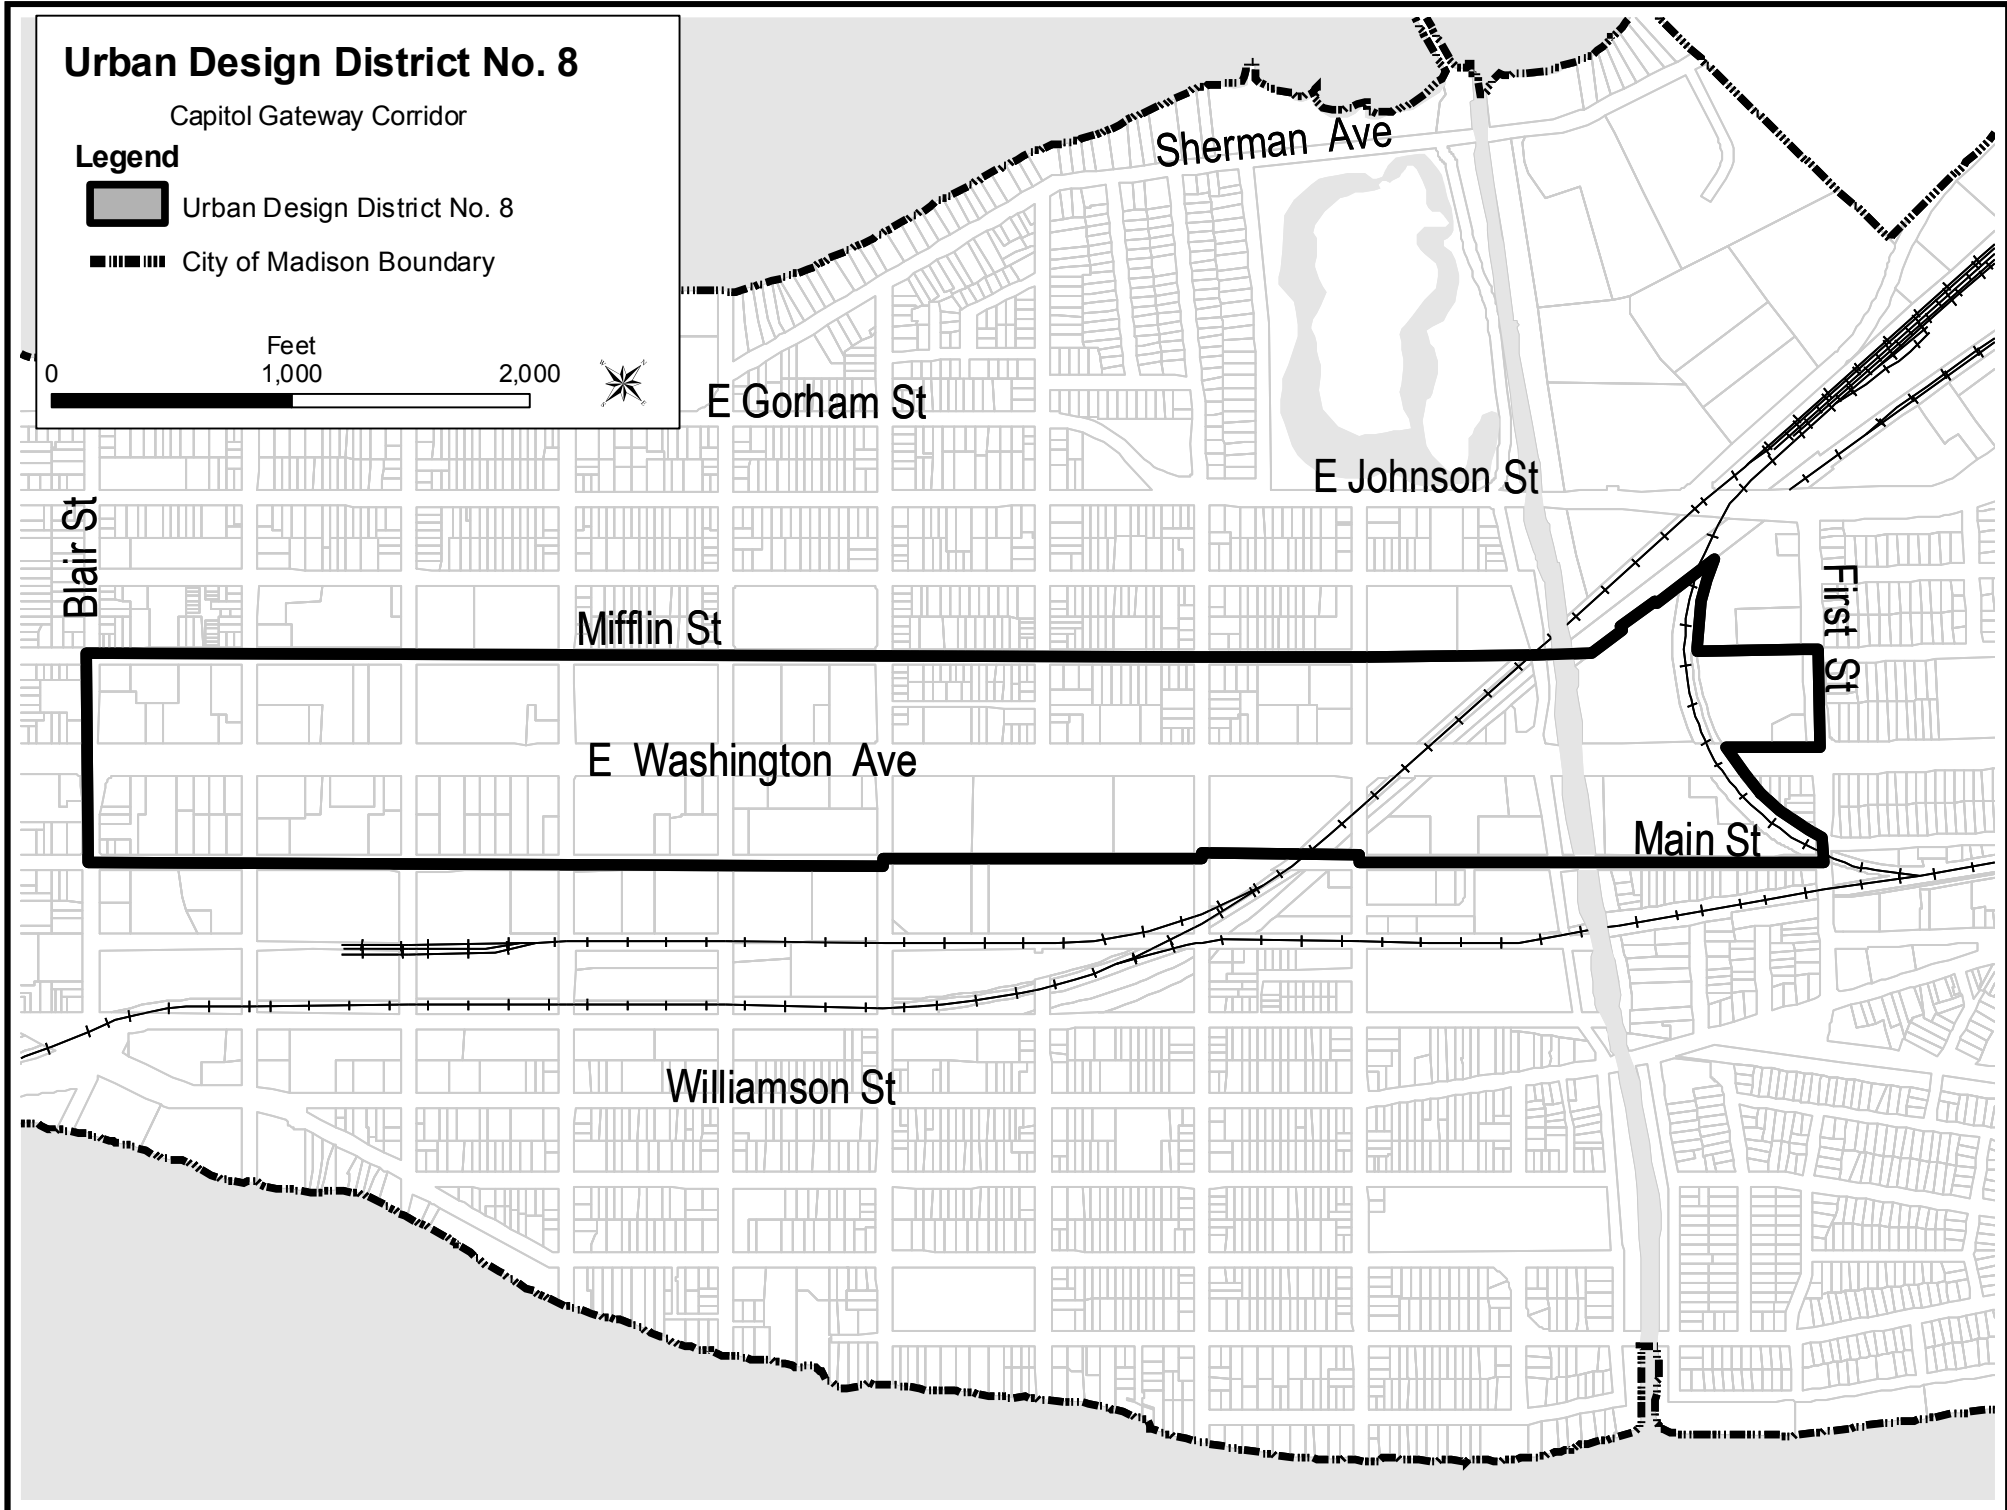 Urban Design District No. 8
Capitol Gateway Corridor
Legend
Urban Design District No. 8
City of Madison Boundary
Feet
0 1,000 2,000
Sherman Ave
E Gorham St
E Johnson St
Blair St
First St
Mifflin St
E Washington Ave
Main St
Williamson St